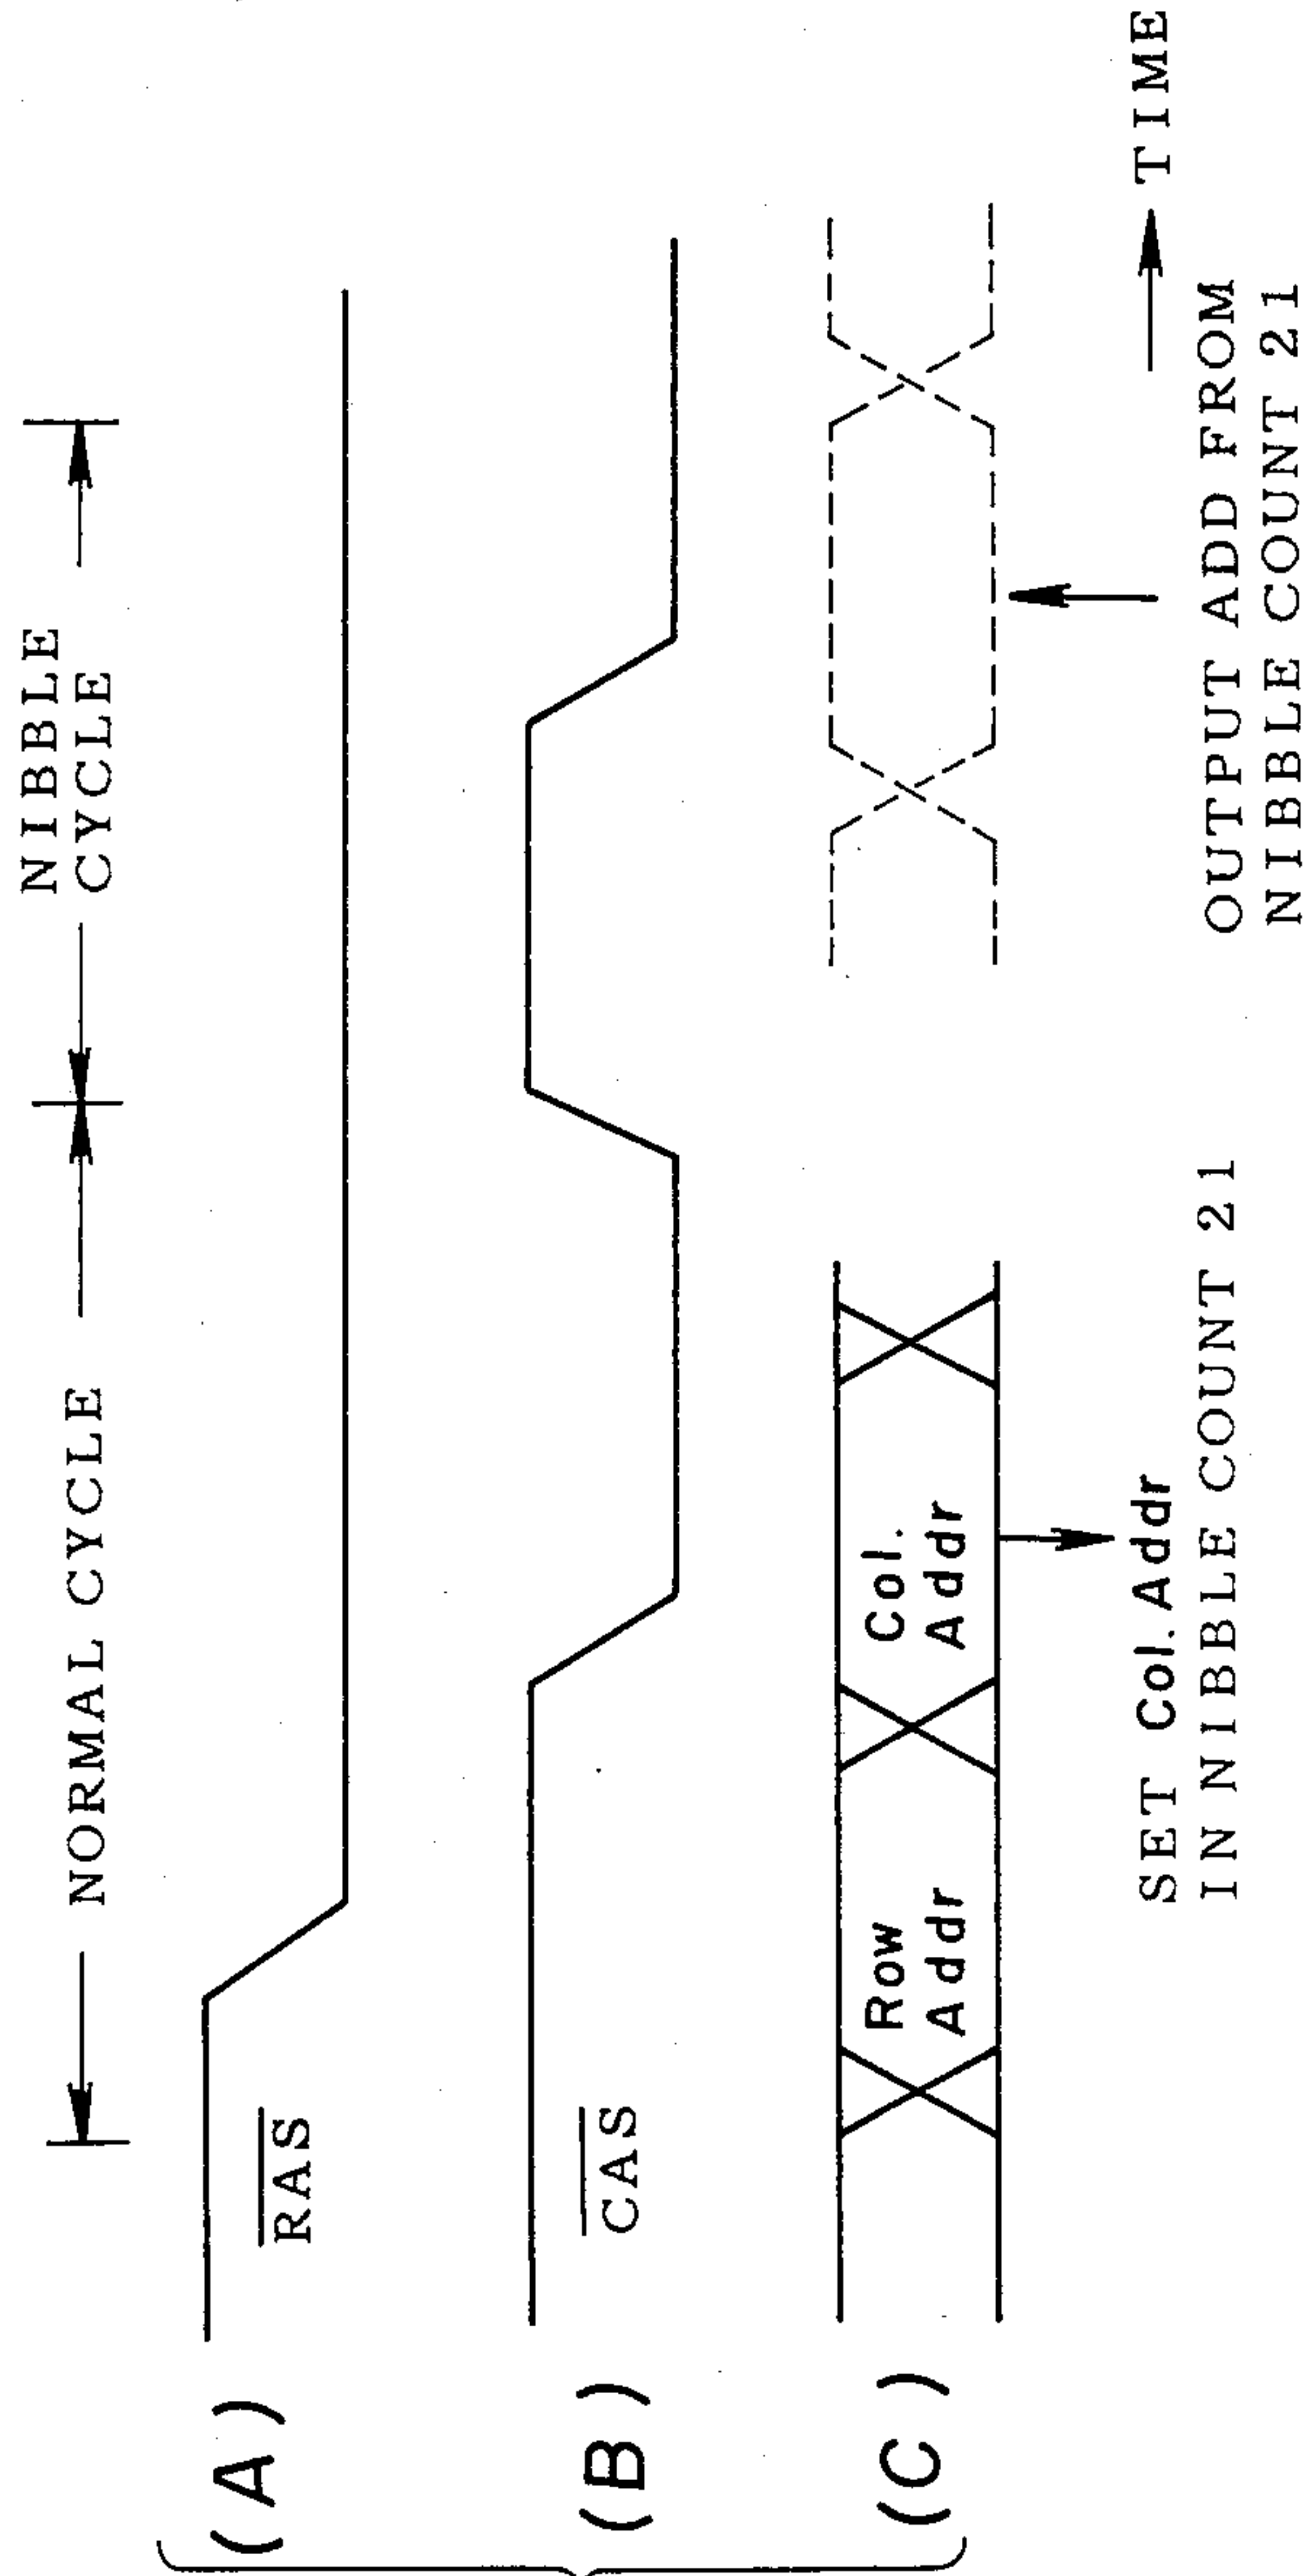 NORMAL CYCLE
NIBBLE
CYCLE
(A)
RAS
(B)
CAS
(C)
Row
Addr
Col.
Addr
SET Col. Addr
IN NIBBLE COUNT 21
TIME
OUTPUT ADD FROM
NIBBLE COUNT 21